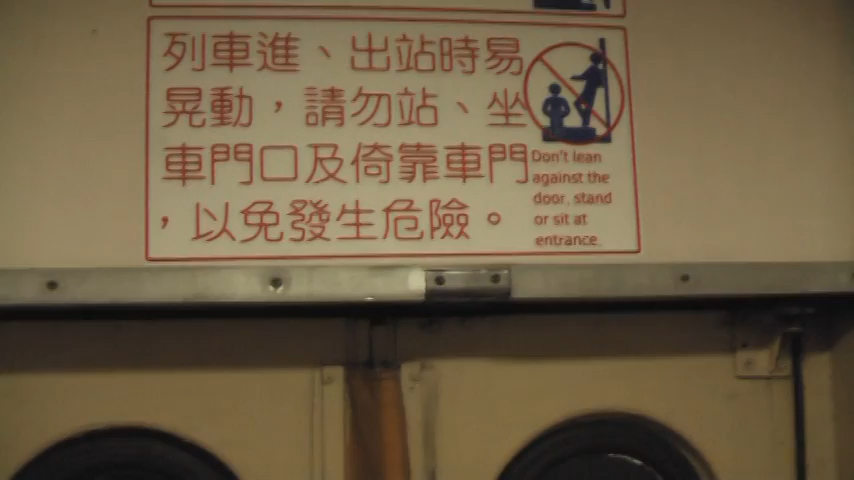 列車進、出站時易
晃動，請勿站、坐
車門口及倚靠車門
，以免發生危險。
Don't lean
against the
door, stand
or sit at
entrance.